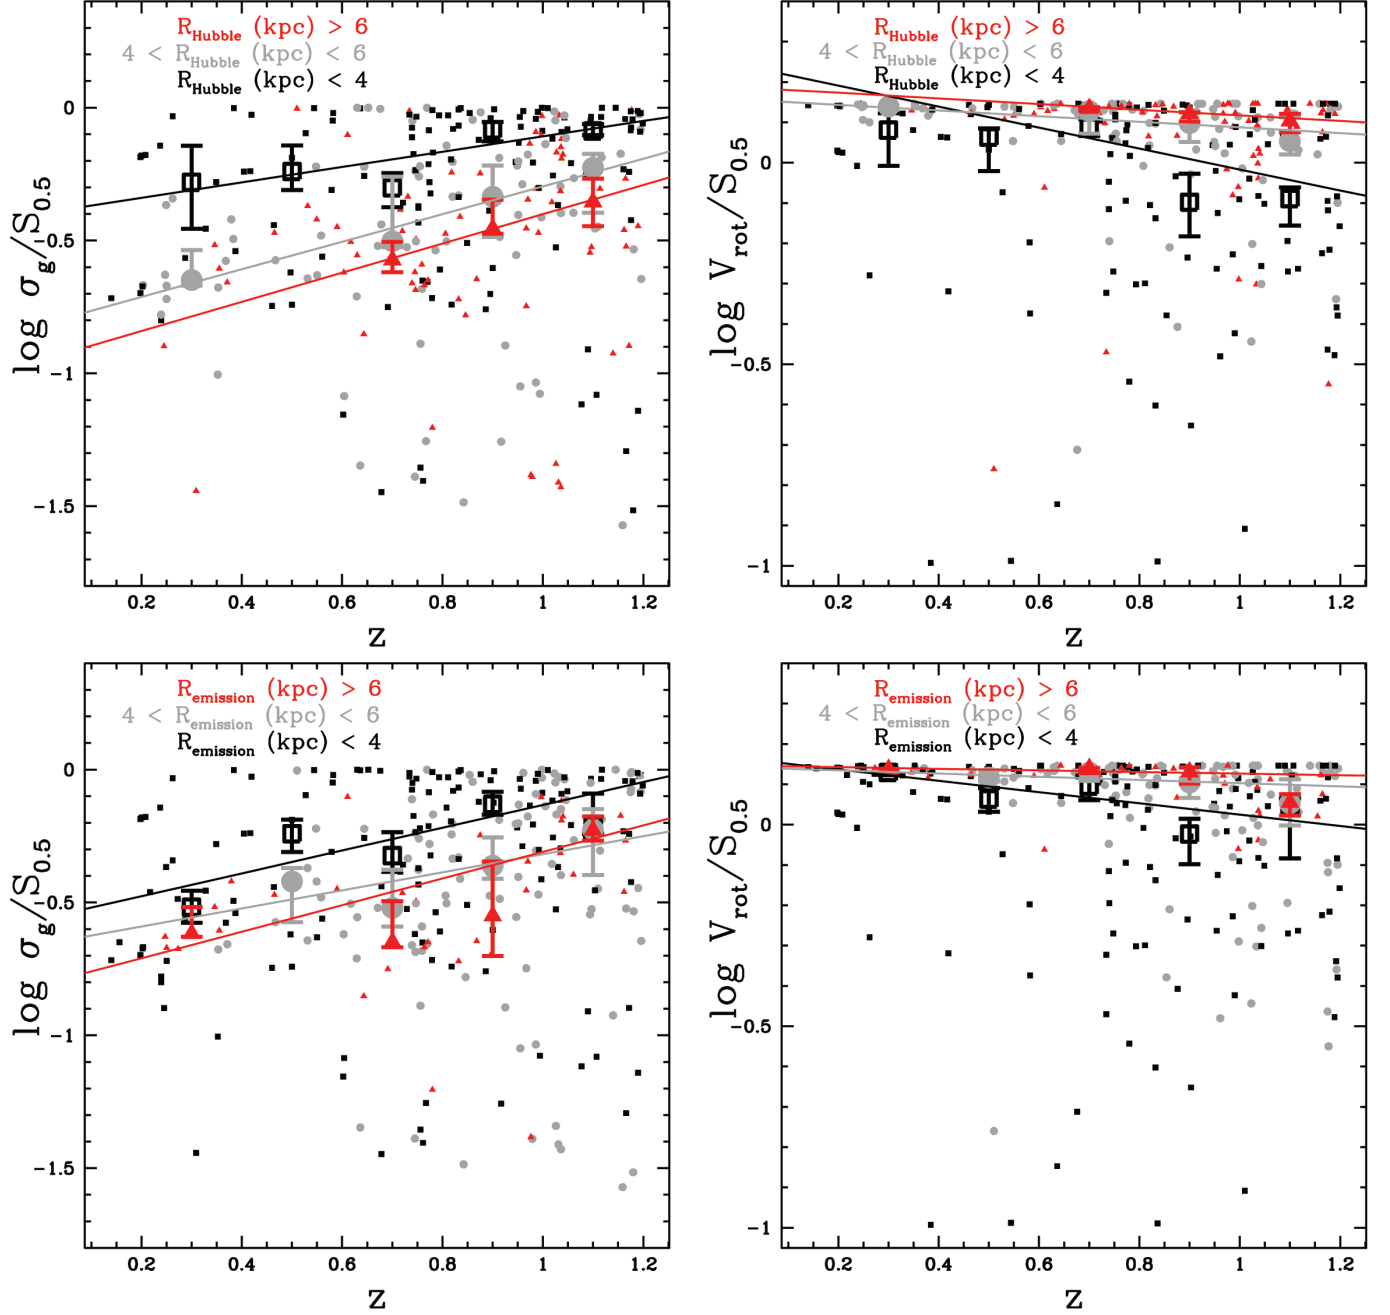 R_Hubble (kpc) > 6
4 < R_Hubble (kpc) < 6
R_Hubble (kpc) < 4
0
-0.5
-1
-1.5
log σ_g/S_0.5
0.2 0.4 0.6 0.8 1 1.2
z
R_Hubble (kpc) > 6
4 < R_Hubble (kpc) < 6
R_Hubble (kpc) < 4
0
-0.5
-1
log V_rot/S_0.5
0.2 0.4 0.6 0.8 1 1.2
z
R_emission (kpc) > 6
4 < R_emission (kpc) < 6
R_emission (kpc) < 4
0
-0.5
-1
-1.5
log σ_g/S_0.5
0.2 0.4 0.6 0.8 1 1.2
z
R_emission (kpc) > 6
4 < R_emission (kpc) < 6
R_emission (kpc) < 4
0
-0.5
-1
log V_rot/S_0.5
0.2 0.4 0.6 0.8 1 1.2
z